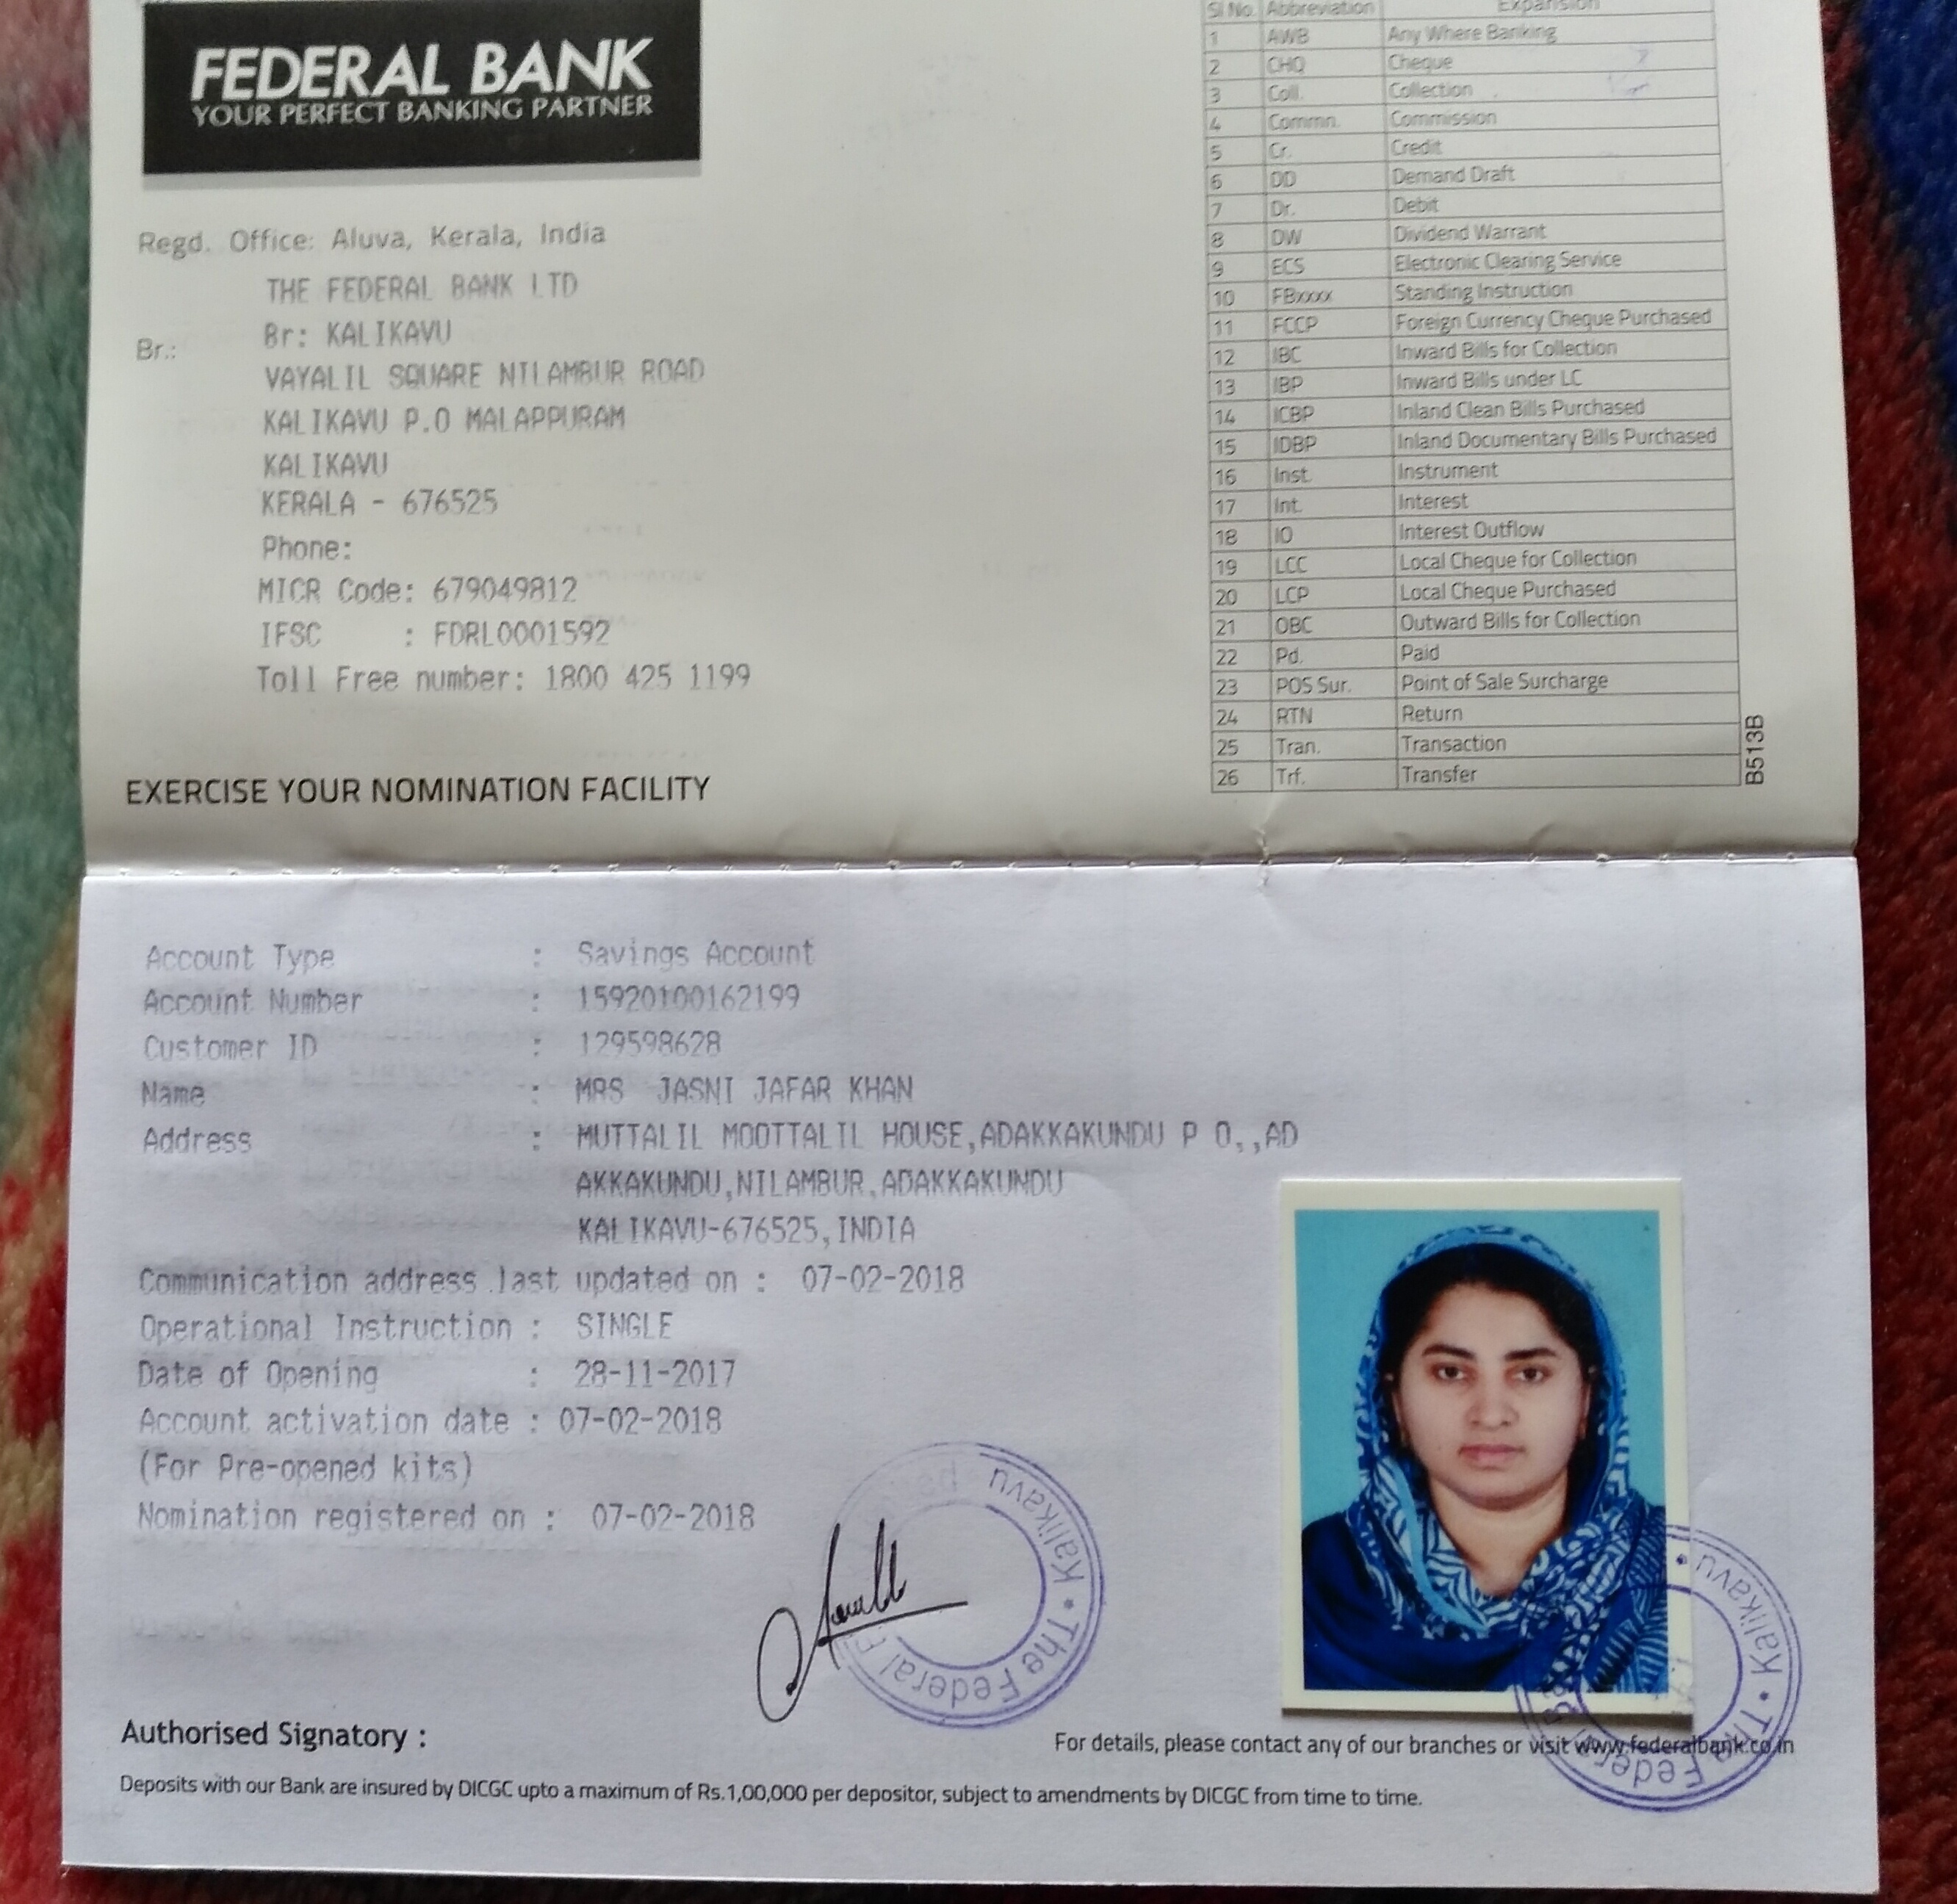 FEDERAL BANK
YOUR PERFECT BANKING PARTNER
Regd. Office: Aluva, Kerala, India
THE FEDERAL BANK LTD
Br.: Br: KALIKAVU
VAYALIL SQUARE NILAMBUR ROAD
KALIKAVU P.O MALAPPURAM
KALIKAVU
KERALA - 676525
Phone:
MICR Code: 679049812
IFSC : FDRL0001592
Toll Free number: 1800 425 1199
EXERCISE YOUR NOMINATION FACILITY
Sl No. Abbreviation Expansion
1 AWB Any Where Banking
2 CHQ Cheque
3 Coll. Collection
4 Commn. Commission
5 Cr. Credit
6 DD Demand Draft
7 Dr. Debit
8 DW Dividend Warrant
9 ECS Electronic Clearing Service
10 FBxxxx Standing Instruction
11 FCCP Foreign Currency Cheque Purchased
12 IBC Inward Bills for Collection
13 IBP Inward Bills under LC
14 ICBP Inland Clean Bills Purchased
15 IDBP Inland Documentary Bills Purchased
16 Inst. Instrument
17 Int. Interest
18 IO Interest Outflow
19 LCC Local Cheque for Collection
20 LCP Local Cheque Purchased
21 OBC Outward Bills for Collection
22 Pd. Paid
23 POS Sur. Point of Sale Surcharge
24 RTN Return
25 Tran. Transaction
26 Trf. Transfer
B513B
Account Type : Savings Account
Account Number : 15920100162199
Customer ID : 129598628
Name : MRS JASNI JAFAR KHAN
Address : MUTTALIL MOOTTALIL HOUSE,ADAKKAKUNDU P O,,AD
AKKAKUNDU,NILAMBUR,ADAKKAKUNDU
KALIKAVU-676525,INDIA
Communication address last updated on : 07-02-2018
Operational Instruction : SINGLE
Date of Opening : 28-11-2017
Account activation date : 07-02-2018
(For Pre-opened kits)
Nomination registered on : 07-02-2018
The Federal
Kalikavu
Kalikavu
The Federal
Authorised Signatory :
For details, please contact any of our branches or visit www.federalbank.co.in
Deposits with our Bank are insured by DICGC upto a maximum of Rs.1,00,000 per depositor, subject to amendments by DICGC from time to time.